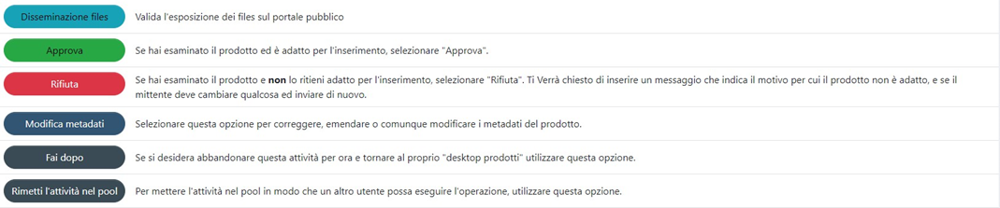 Disseminazione files Valida l'esposizione dei files sul portale pubblico
Approva Se hai esaminato il prodotto ed è adatto per l'inserimento, selezionare "Approva".
Rifiuta Se hai esaminato il prodotto e non lo ritieni adatto per l'inserimento, selezionare "Rifiuta". Ti Verrà chiesto di inserire un messaggio che indica il motivo per cui il prodotto non è adatto, e se il
mittente deve cambiare qualcosa ed inviare di nuovo.
Modifica metadati Selezionare questa opzione per correggere, emendare o comunque modificare i metadati del prodotto.
Fai dopo Se si desidera abbandonare questa attività per ora e tornare al proprio "desktop prodotti" utilizzare questa opzione.
Rimetti l'attività nel pool Per mettere l'attività nel pool in modo che un altro utente possa eseguire l'operazione, utilizzare questa opzione.